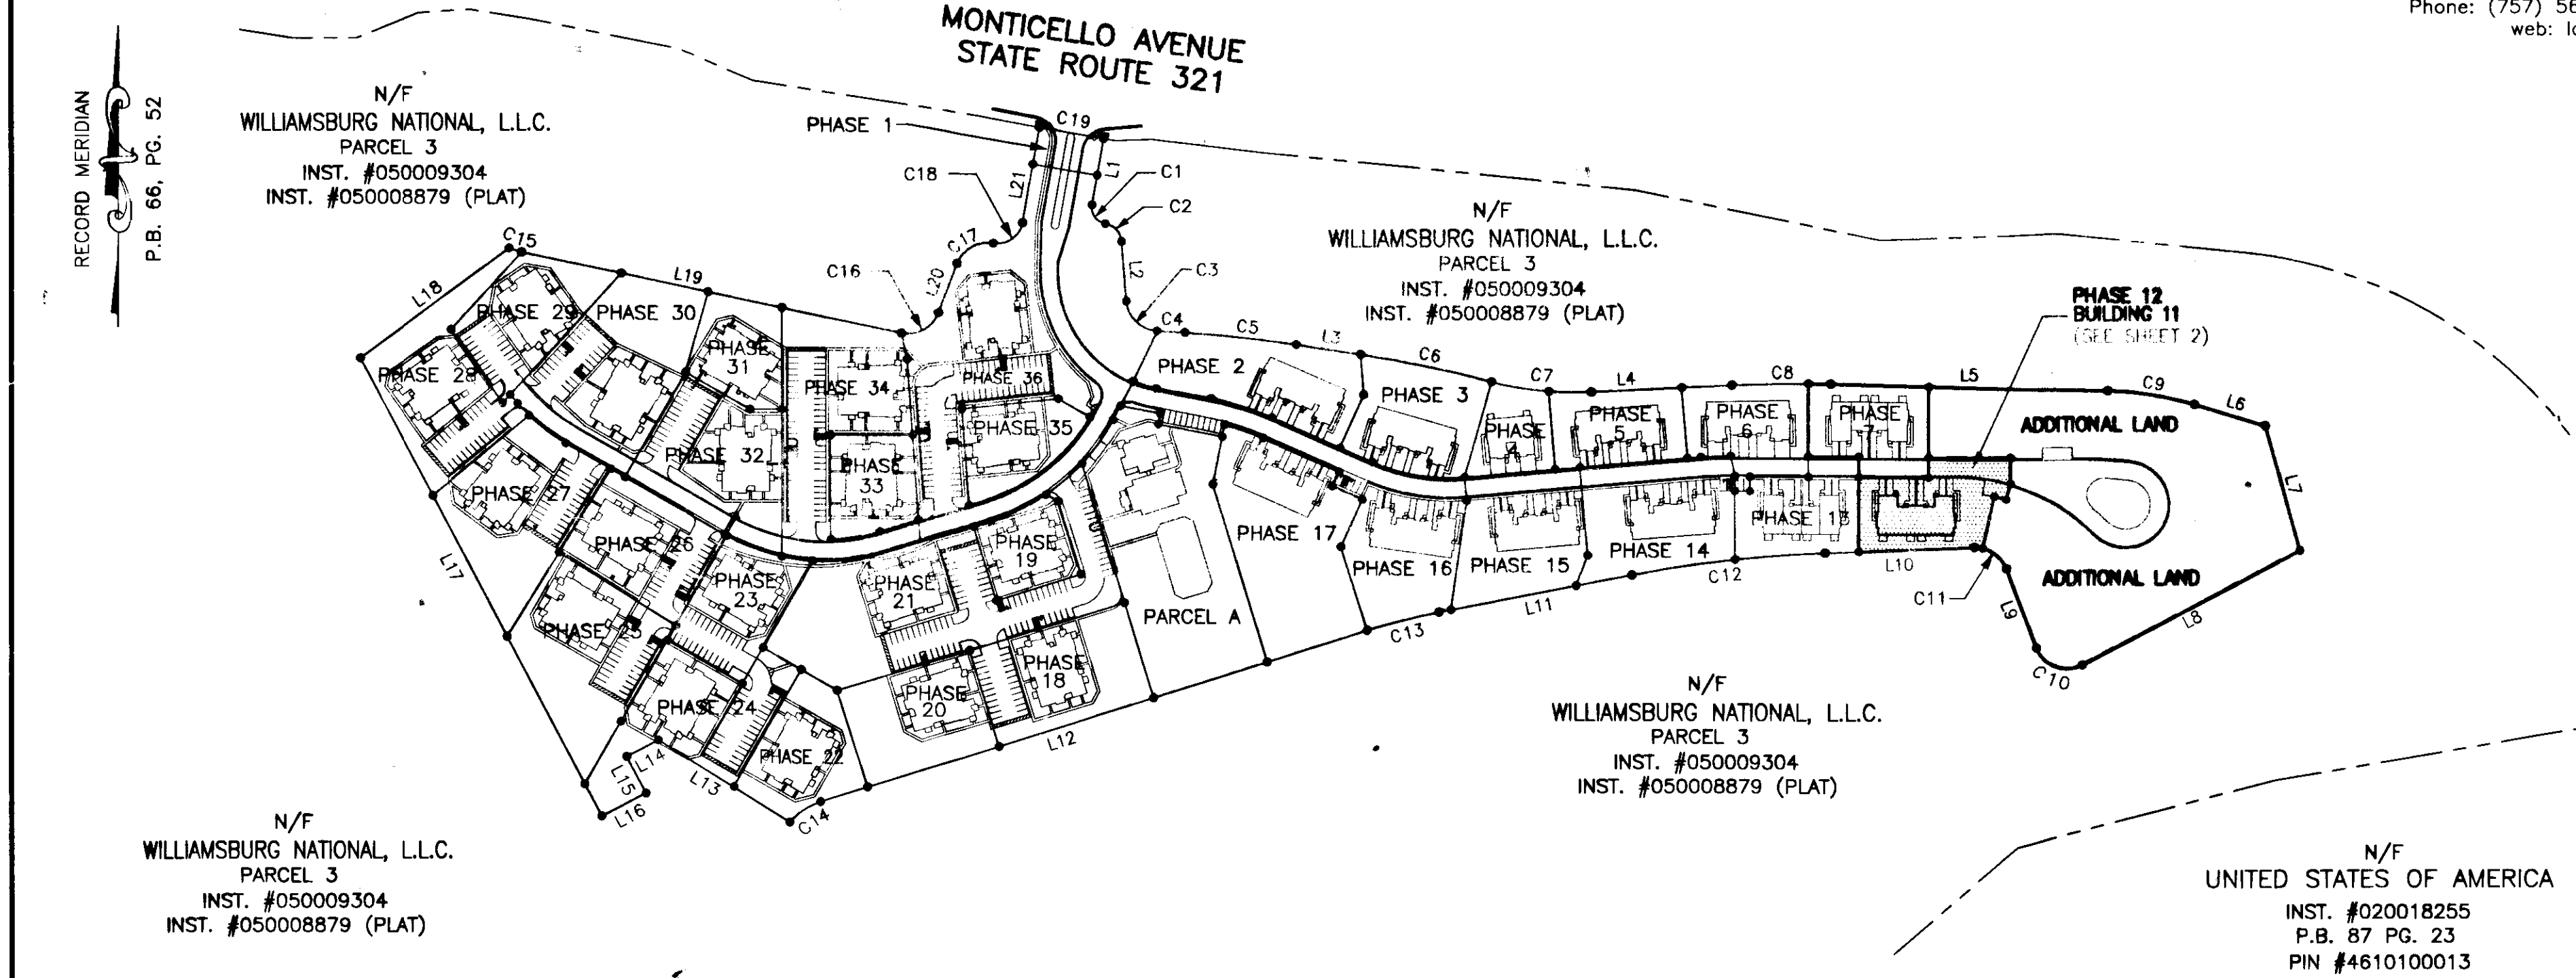 Phone: (757) 56
web: lo
MONTICELLO AVENUE
STATE ROUTE 321
RECORD MERIDIAN
P.B. 66, PG. 52
N/F
WILLIAMSBURG NATIONAL, L.L.C.
PARCEL 3
INST. #050009304
INST. #050008879 (PLAT)
PHASE 1
C19
L1
C1
C2
C18
L21
C17
L20
C16
L2
C3
C4
C5
L3
C6
C7
L4
C8
L5
C9
L6
L7
L8
C10
L9
C11
L10
C12
L11
C13
L12
C14
L13
L14
L15
L16
L17
L18
C15
L19
N/F
WILLIAMSBURG NATIONAL, L.L.C.
PARCEL 3
INST. #050009304
INST. #050008879 (PLAT)
PHASE 12
BUILDING 11
(SEE SHEET 2)
PHASE 29
PHASE 30
PHASE
31
PHASE 28
PHASE 34
PHASE 36
PHASE 35
PHASE 32
PHASE
33
PHASE 27
PHASE 26
PHASE
23
PHASE 25
PHASE 24
PHASE 22
PHASE
21
PHASE
19
PHASE
20
PHASE
18
PARCEL A
PHASE 2
PHASE 3
PHASE
4
PHASE
5
PHASE
6
PHASE
7
ADDITIONAL LAND
PHASE 17
PHASE 16
PHASE 15
PHASE 14
PHASE 13
ADDITIONAL LAND
N/F
WILLIAMSBURG NATIONAL, L.L.C.
PARCEL 3
INST. #050009304
INST. #050008879 (PLAT)
N/F
WILLIAMSBURG NATIONAL, L.L.C.
PARCEL 3
INST. #050009304
INST. #050008879 (PLAT)
N/F
UNITED STATES OF AMERICA
INST. #020018255
P.B. 87 PG. 23
PIN #4610100013